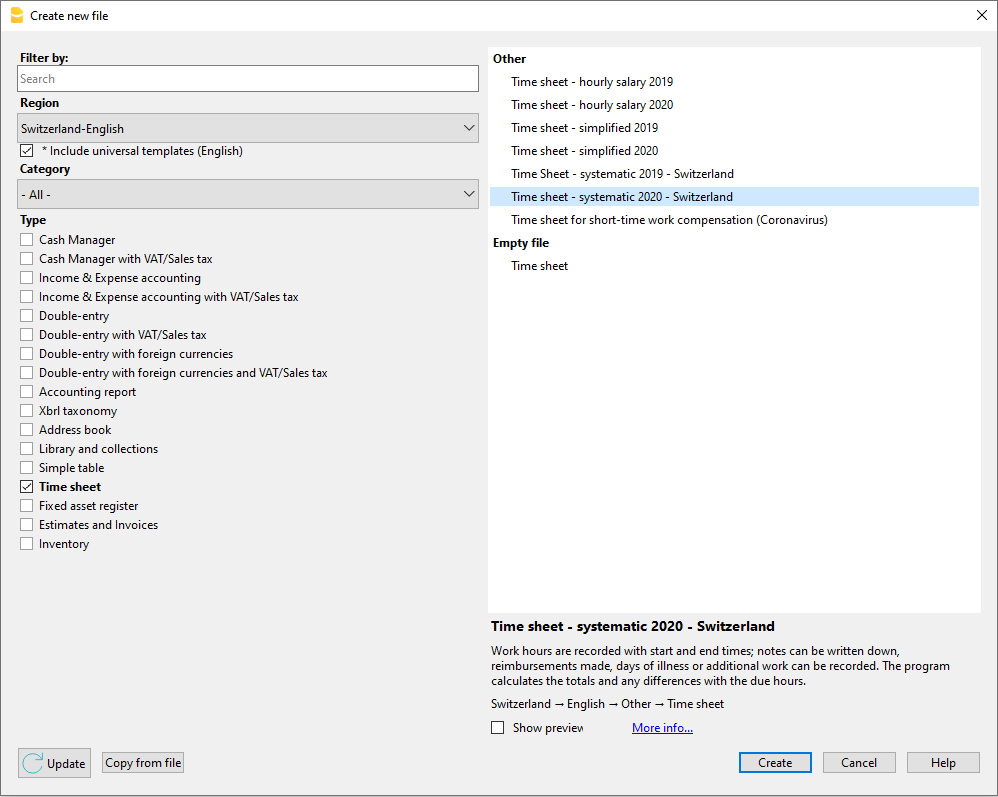 Create new file
Filter by:
Search
Region
Switzerland-English
* Include universal templates (English)
Category
- All -
Type
Cash Manager
Cash Manager with VAT/Sales tax
Income & Expense accounting
Income & Expense accounting with VAT/Sales tax
Double-entry
Double-entry with VAT/Sales tax
Double-entry with foreign currencies
Double-entry with foreign currencies and VAT/Sales tax
Accounting report
Xbrl taxonomy
Address book
Library and collections
Simple table
Time sheet
Fixed asset register
Estimates and Invoices
Inventory
Update
Copy from file
Other
Time sheet - hourly salary 2019
Time sheet - hourly salary 2020
Time sheet - simplified 2019
Time sheet - simplified 2020
Time Sheet - systematic 2019 - Switzerland
Time sheet - systematic 2020 - Switzerland
Time sheet for short-time work compensation (Coronavirus)
Empty file
Time sheet
Time sheet - systematic 2020 - Switzerland
Work hours are recorded with start and end times; notes can be written down,
reimbursements made, days of illness or additional work can be recorded. The program
calculates the totals and any differences with the due hours.
Switzerland → English → Other → Time sheet
Show preview
More info...
Create
Cancel
Help